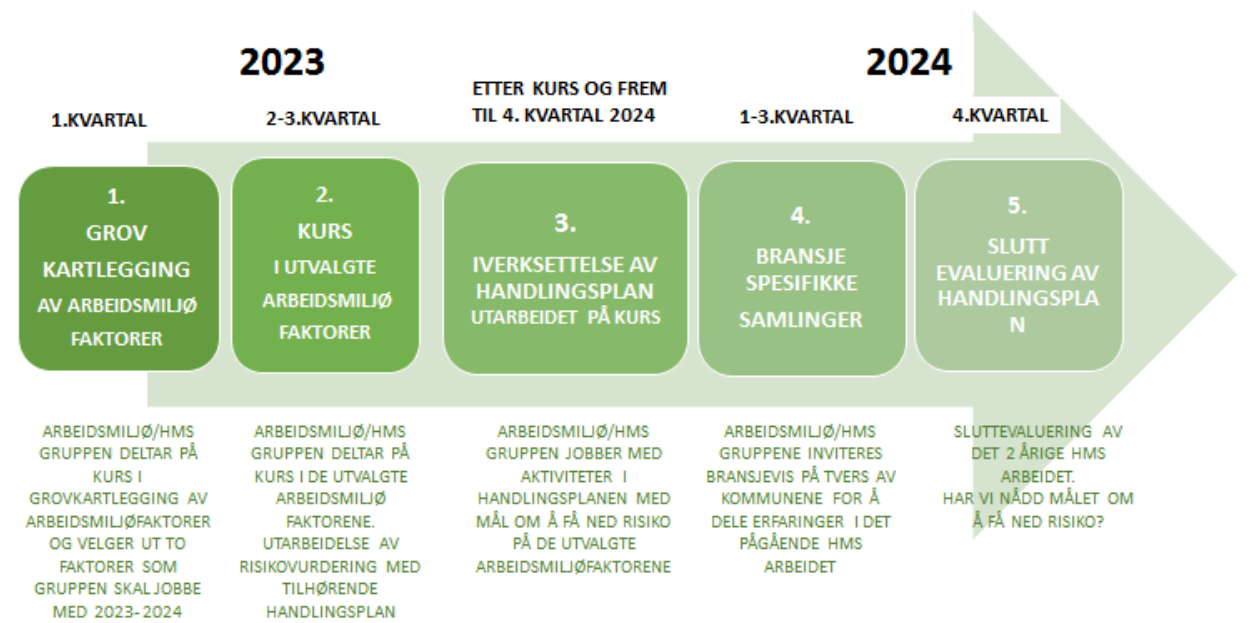 2023
2024
1.KVARTAL
2-3.KVARTAL
ETTER KURS OG FREM
TIL 4. KVARTAL 2024
1-3.KVARTAL
4.KVARTAL
1.
GROV
KARTLEGGING
AV ARBEIDSMILJØ
FAKTORER
2.
KURS
I UTVALGTE
ARBEIDSMILJØ
FAKTORER
3.
IVERKSETTELSE AV
HANDLINGSPLAN
UTARBEIDET PÅ KURS
4.
BRANSJE
SPESIFIKKE
SAMLINGER
5.
SLUTT
EVALUERING AV
HANDLINGSPLA
N
ARBEIDSMILJØ/HMS
GRUPPEN DELTAR PÅ
KURS I
GROVKARTLEGGING AV
ARBEIDSMILJØFAKTORER
OG VELGER UT TO
FAKTORER SOM
GRUPPEN SKAL JOBBE
MED 2023-2024
ARBEIDSMILJØ/HMS
GRUPPEN DELTAR PÅ
KURS I DE UTVALGTE
ARBEIDSMILJØ
FAKTORENE.
UTARBEIDELSE AV
RISIKOVURDERING MED
TILHØRENDE
HANDLINGSPLAN
ARBEIDSMILJØ/HMS
GRUPPEN JOBBER MED
AKTIVITETER I
HANDLINGSPLANEN MED
MÅL OM Å FÅ NED RISIKO
PÅ DE UTVALGTE
ARBEIDSMILJØFAKTORENE
ARBEIDSMILJØ/HMS
GRUPPENE INVITERES
BRANSJEVIS PÅ TVERS AV
KOMMUNENE FOR Å
DELE ERFARINGER I DET
PÅGÅENDE HMS
ARBEIDET
SLUTTEVALUERING AV
DET 2 ÅRIGE HMS
ARBEIDET.
HAR VI NÅDD MÅLET OM
Å FÅ NED RISIKO?